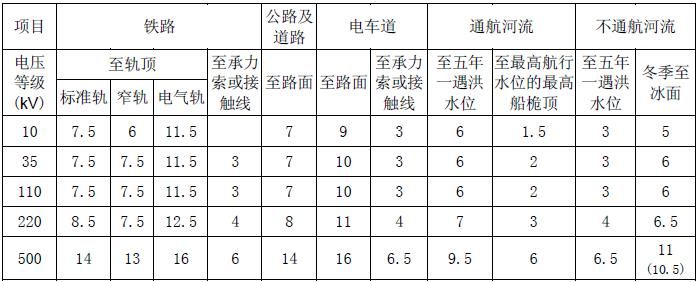 项目 铁路 公路及道路 电车道 通航河流 不通航河流
电压等级(kV) 至轨顶 至承力索或接触线 至路面 至路面 至承力索或接触线 至五年一遇洪水位 至最高航行水位的最高船桅顶 至五年一遇洪水位 冬季至冰面
标准轨 窄轨 电气轨
10 7.5 6 11.5 7 9 3 6 1.5 3 5
35 7.5 7.5 11.5 3 7 10 3 6 2 3 6
110 7.5 7.5 11.5 3 7 10 3 6 2 3 6
220 8.5 7.5 12.5 4 8 11 4 7 3 4 6.5
500 14 13 16 6 14 16 6.5 9.5 6 6.5 11(10.5)